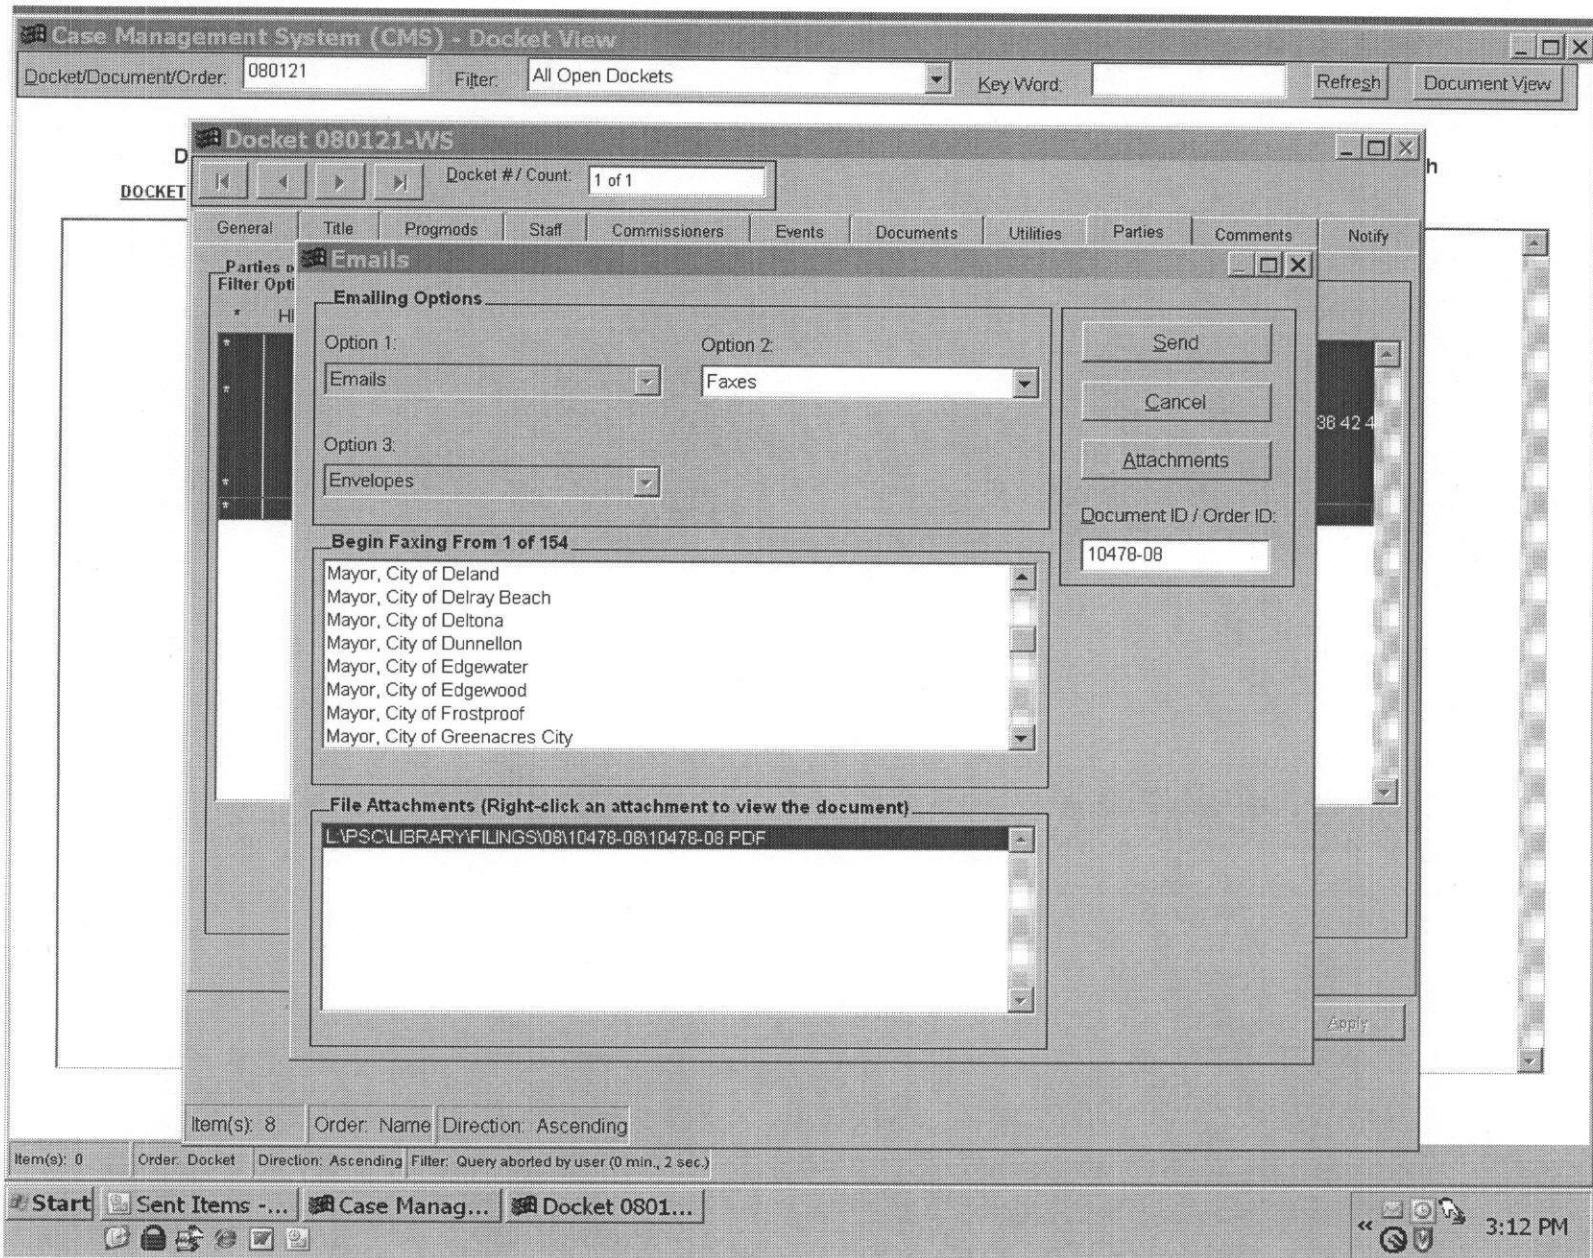 Case Management System (CMS) - Docket View
Docket/Document/Order: 080121 Filter: All Open Dockets Key Word: Refresh Document View
Docket 080121-WS
DOCKET
Docket # / Count: 1 of 1
General Title Progmods Staff Commissioners Events Documents Utilities Parties Comments Notify
Emails
Filter Opti
Emailing Options
Option 1: Option 2:
Emails Faxes
Option 3:
Envelopes
Send
Cancel
Attachments
38 42 4
Document ID / Order ID:
10478-08
Begin Faxing From 1 of 154
Mayor, City of Deland
Mayor, City of Delray Beach
Mayor, City of Deltona
Mayor, City of Dunnellon
Mayor, City of Edgewater
Mayor, City of Edgewood
Mayor, City of Frostproof
Mayor, City of Greenacres City
File Attachments (Right-click an attachment to view the document)
L:\PSC\LIBRARY\FILINGS\08\10478-08\10478-08.PDF
Apply
Item(s): 8 Order: Name Direction: Ascending
Item(s): 0 Order: Docket Direction: Ascending Filter: Query aborted by user (0 min., 2 sec.)
Start Sent Items -... Case Manag... Docket 0801...
« 3:12 PM